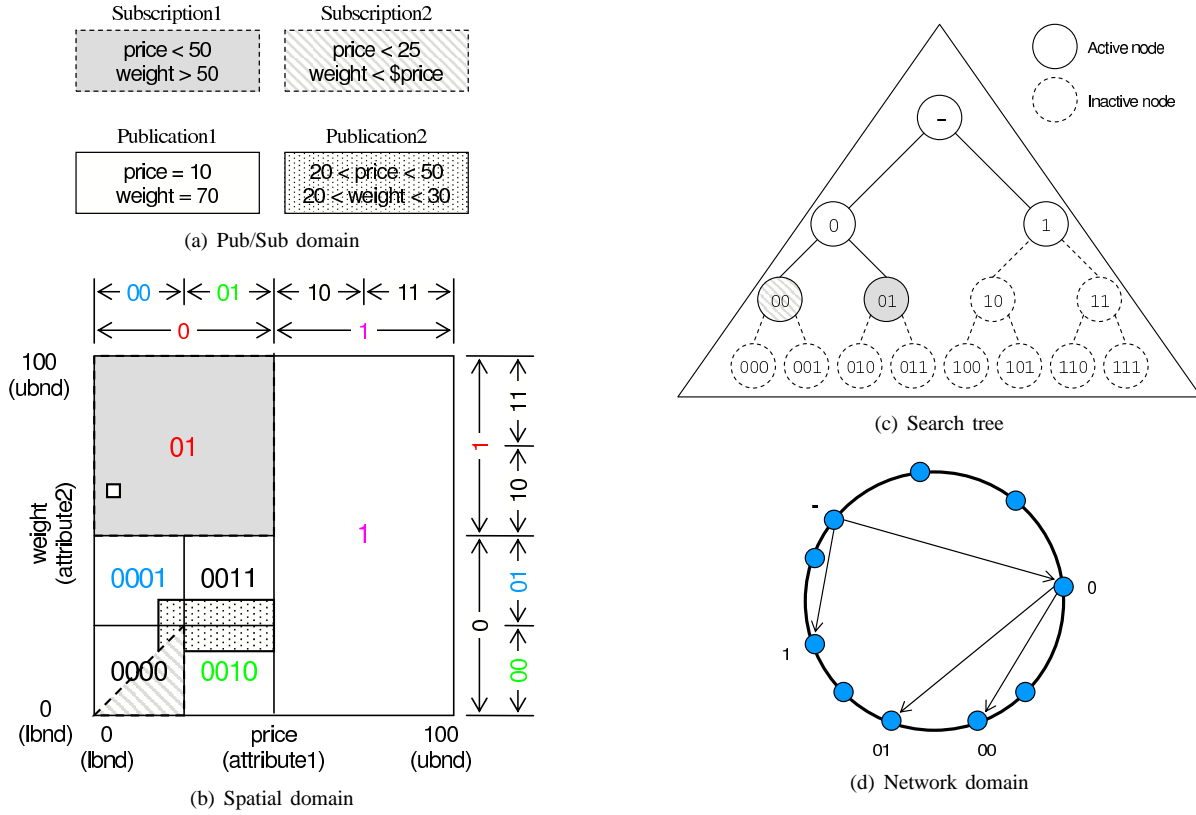 Subscription1
price < 50
weight > 50
Subscription2
price < 25
weight < $price
Publication1
price = 10
weight = 70
Publication2
20 < price < 50
20 < weight < 30
(a) Pub/Sub domain
00
01
10
11
0
1
100
(ubnd)
01
1
0001
0011
0000
0010
weight
(attribute2)
1
0
11
10
01
00
0
(lbnd)
0
(lbnd)
price
(attribute1)
100
(ubnd)
(b) Spatial domain
Active node
Inactive node
-
0
1
00
01
10
11
000
001
010
011
100
101
110
111
(c) Search tree
-
0
1
01
00
(d) Network domain